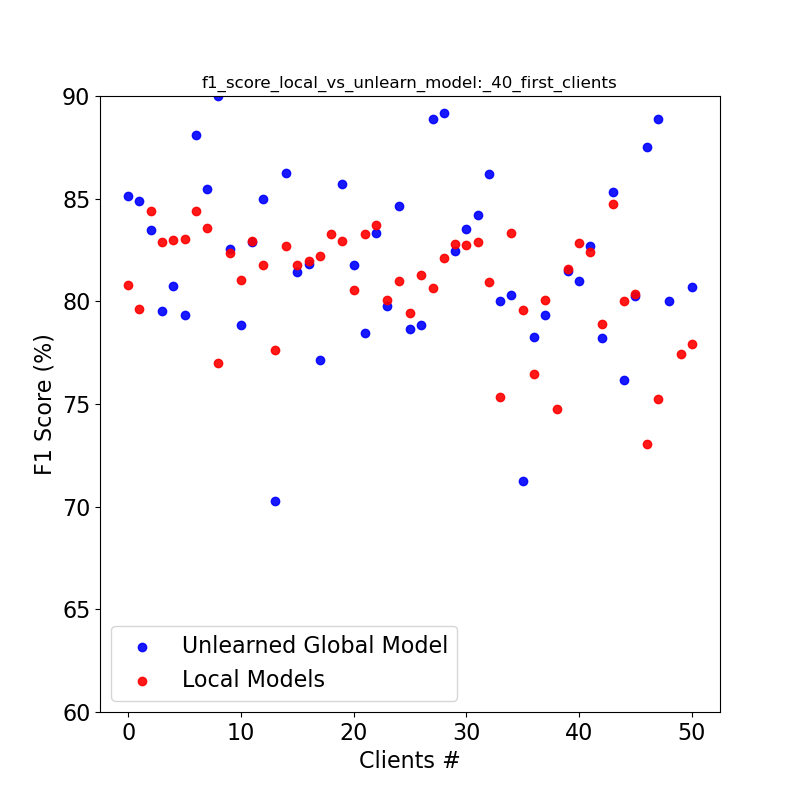 f1_score_local_vs_unlearn_model:_40_first_clients
90
85
80
75
70
65
60
F1 Score (%)
Unlearned Global Model
Local Models
0 10 20 30 40 50
Clients #